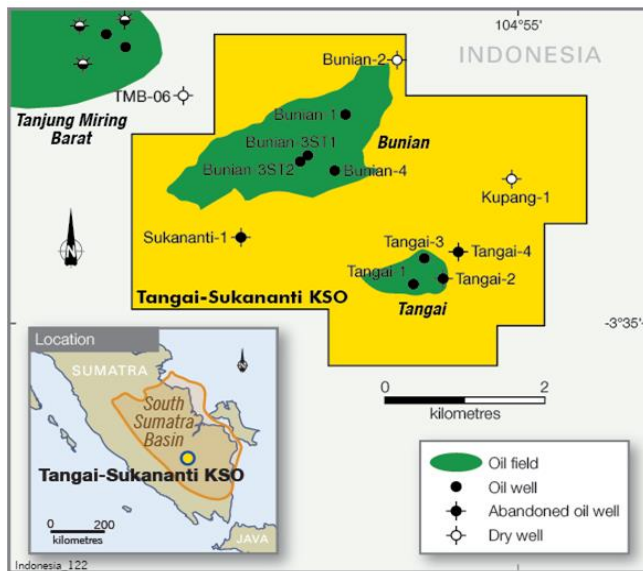 104°55'
INDONESIA
Bunian-2
TMB-06
Tanjung Miring
Barat
Bunian-1
Bunian
Bunian-3ST1
Bunian-3ST2
Bunian-4
Kupang-1
N
Sukananti-1
Tangai-3
Tangai-4
Tangai-1
Tangai-2
Tangai-Sukananti KSO
Tangai
-3°35'
Location
SUMATRA
South
Sumatra
Basin
Tangai-Sukananti KSO
0 200
kilometres
JAVA
0 2
kilometres
Oil field
Oil well
Abandoned oil well
Dry well
Indonesia_122